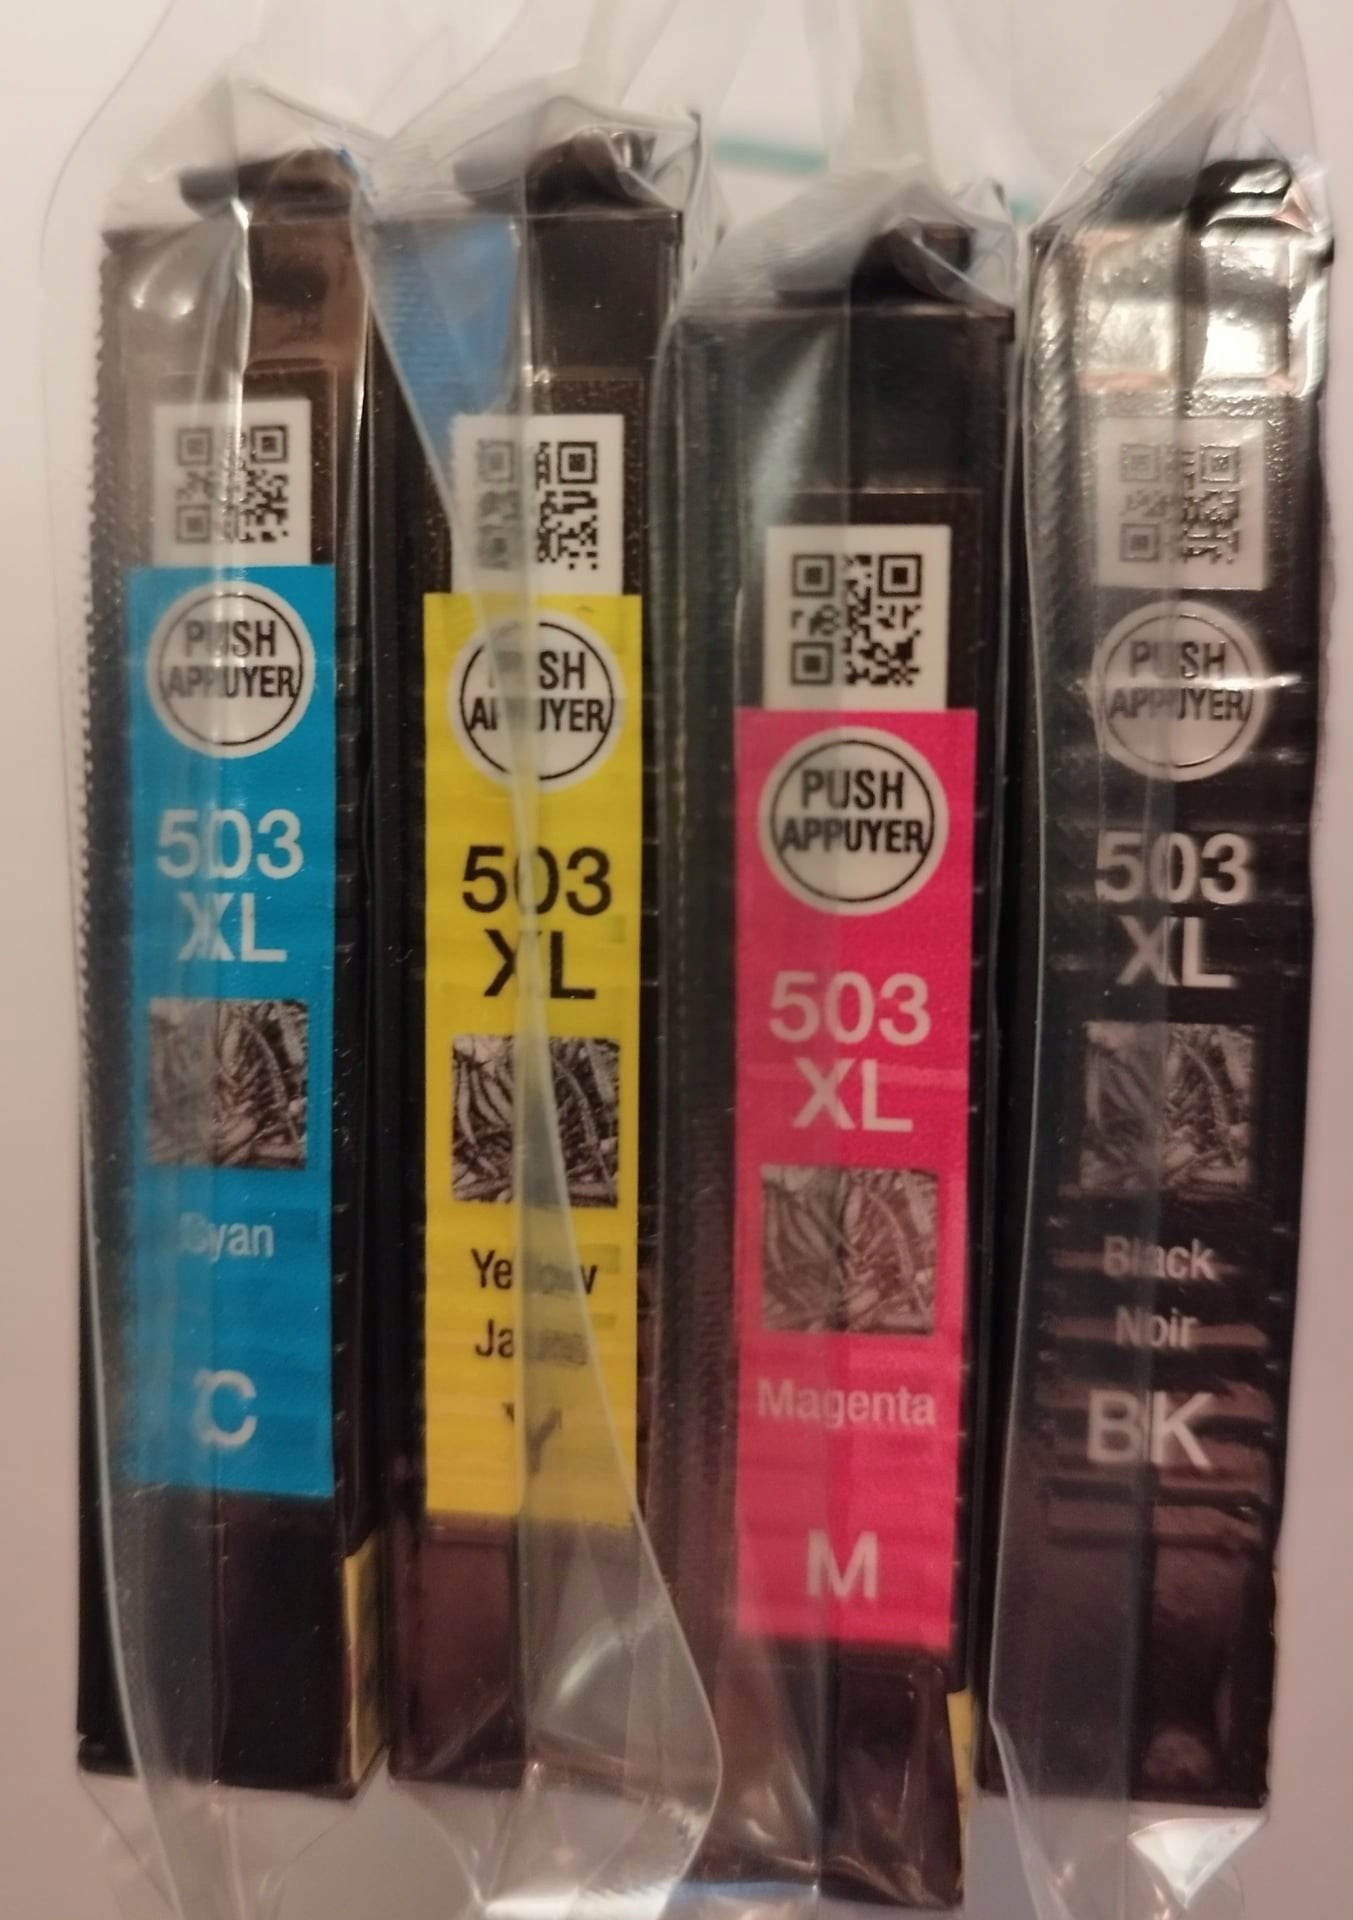 PUSH
APPUYER
503
XL
Cyan
C
PUSH
APPUYER
503
XL
Yellow
Jaune
Y
PUSH
APPUYER
503
XL
Magenta
M
PUSH
APPUYER
503
XL
Black
Noir
BK